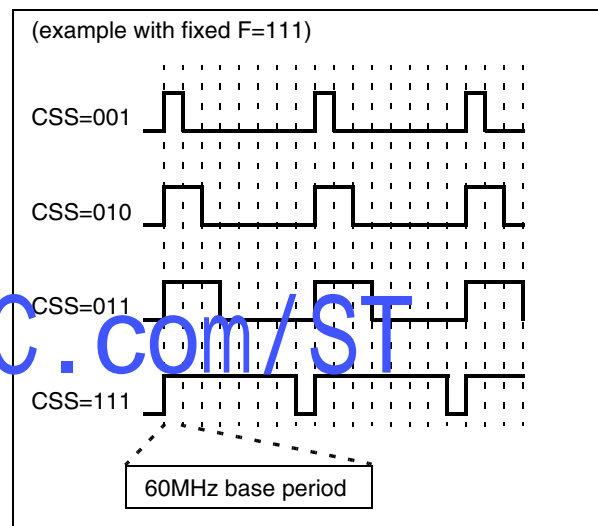 (example with fixed F=111)
CSS=001
CSS=010
CSS=011
C.com/ST
CSS=111
60MHz base period